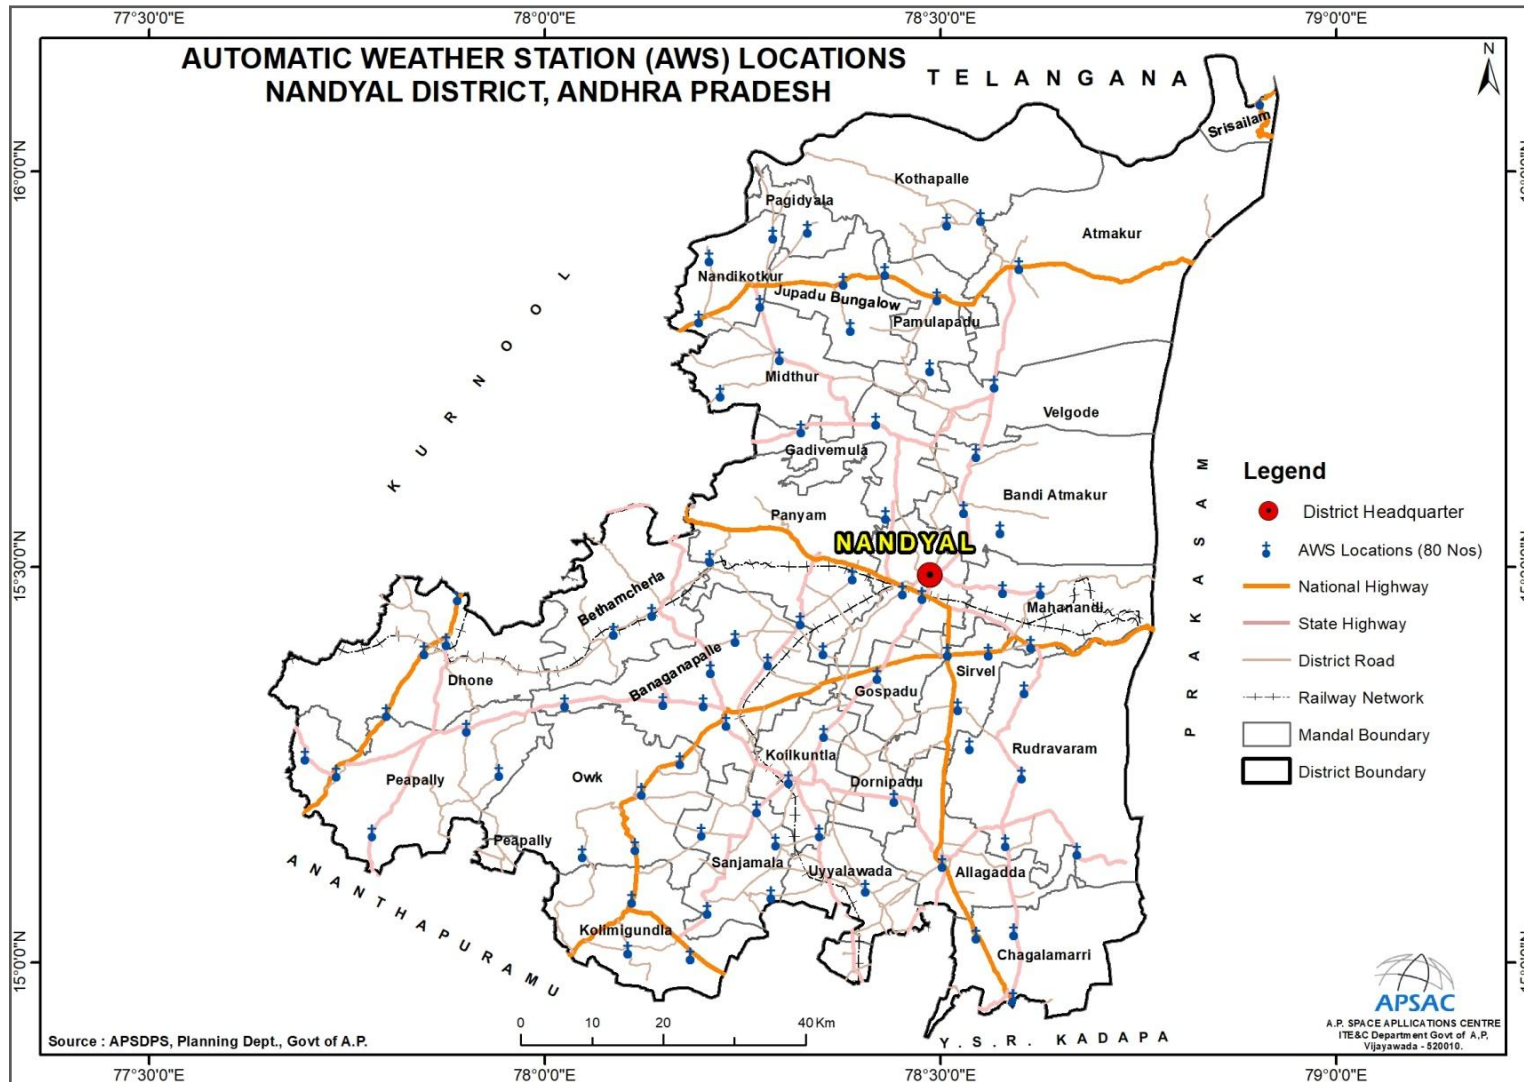 77°30'0"E 78°0'0"E 78°30'0"E 79°0'0"E
AUTOMATIC WEATHER STATION (AWS) LOCATIONS
NANDYAL DISTRICT, ANDHRA PRADESH
TELANGANA
N
Srisailam
16°0'0"N
Kothapalle
Pagidyala
Atmakur
Nandikotkur
Jupadu Bungalow
Pamulapadu
KURNOOL
Midthur
Velgode
Gadivemula
Bandi Atmakur
Panyam
NANDYAL
15°30'0"N
Bethamcherla
Mahanandi
Banaganapalle
Sirvel
Dhone
Gospadu
Rudravaram
Koilkuntla
Peapally
Owk
Dornipadu
Peapally
Sanjamala
Uyyalawada
Allagadda
Kolimigundla
Chagalamarri
ANANTHAPURAMU
15°0'0"N
PRAKASAM
Y.S.R. KADAPA
Legend
District Headquarter
AWS Locations (80 Nos)
National Highway
State Highway
District Road
Railway Network
Mandal Boundary
District Boundary
0 10 20 40 Km
Source : APSDPS, Planning Dept., Govt of A.P.
APSAC
A.P. SPACE APLLICATIONS CENTRE
ITE&C Department Govt of A,P,
Vijayawada - 520010.
77°30'0"E 78°0'0"E 78°30'0"E 79°0'0"E